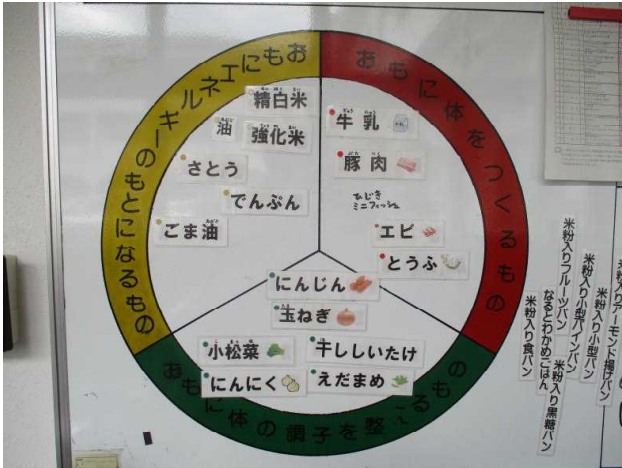 おもにエネルギーのもとになるもの
精白米
油
強化米
さとう
でんぷん
ごま油
おもに体をつくるもの
牛乳
豚肉
ひじき
ミニフィッシュ
エビ
とうふ
にんじん
玉ねぎ
小松菜
干ししいたけ
にんにく
えだまめ
おもに体の調子を整えるもの
米粉入りアーモンド揚げパン
米粉入り小型パン
米粉入り小型パインパン
米粉入り黒糖パン
米粉入りフルーツパン
なるとわかめごはん
米粉入り食パン